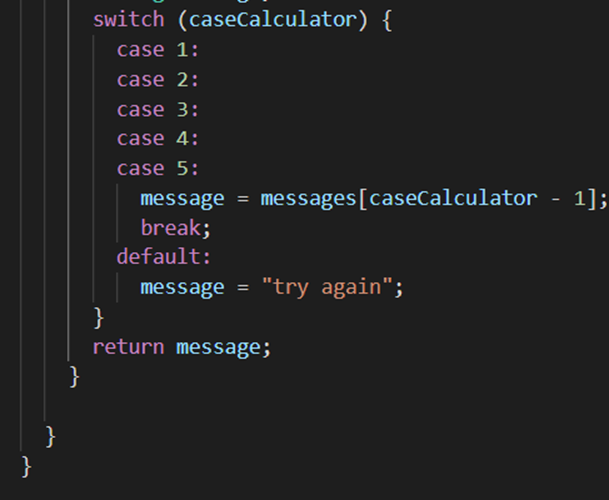 switch (caseCalculator) {
case 1:
case 2:
case 3:
case 4:
case 5:
message = messages[caseCalculator - 1];
break;
default:
message = "try again";
}
return message;
}
}
}